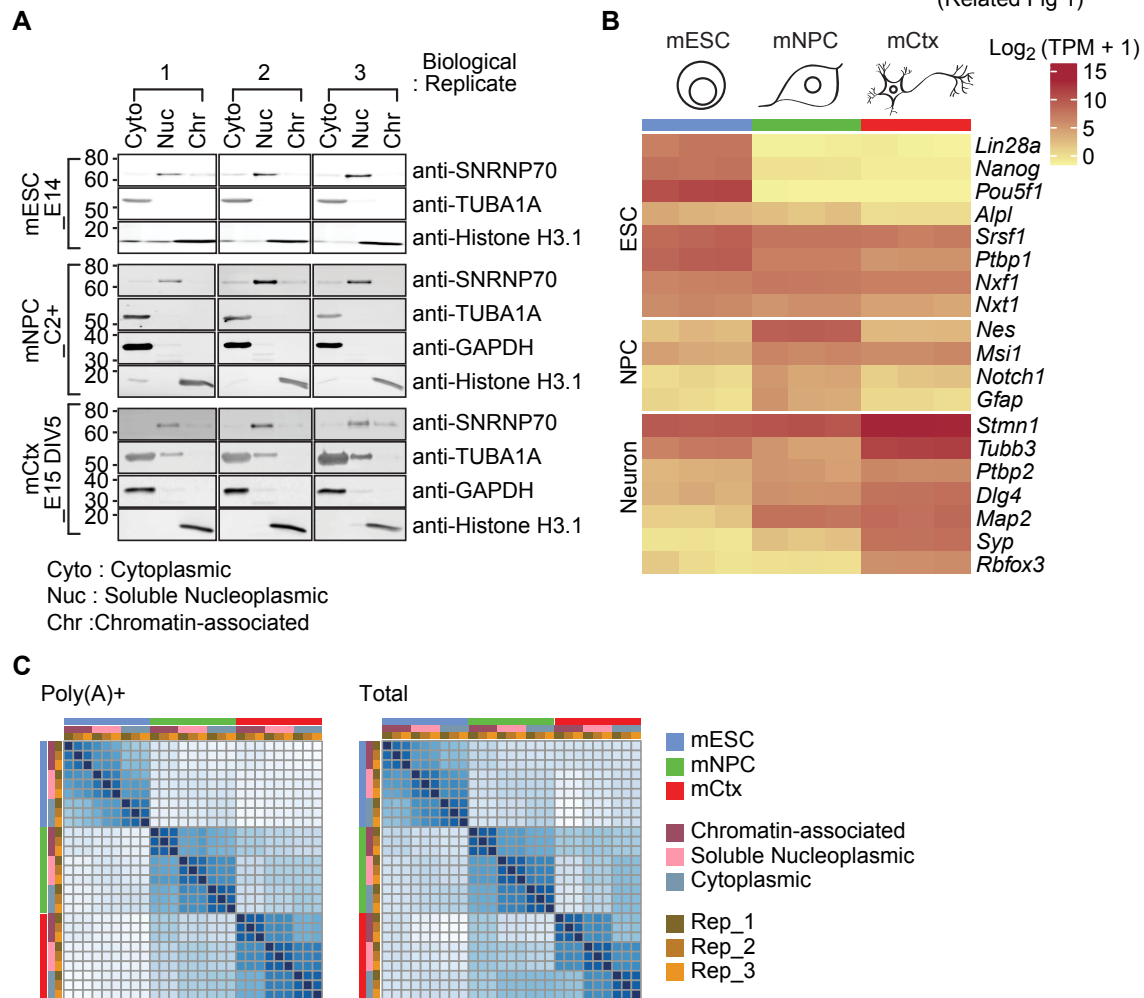 (Related Fig 1)
A
Biological
: Replicate
1 2 3
Cyto Nuc Chr Cyto Nuc Chr Cyto Nuc Chr
mESC
_E14
80
60
anti-SNRNP70
50
anti-TUBA1A
20
anti-Histone H3.1
mNPC
_C2+
80
60
anti-SNRNP70
50
anti-TUBA1A
40
30
anti-GAPDH
20
anti-Histone H3.1
mCtx
_E15 DIV5
80
60
anti-SNRNP70
50
anti-TUBA1A
40
30
anti-GAPDH
20
anti-Histone H3.1
Cyto : Cytoplasmic
Nuc : Soluble Nucleoplasmic
Chr :Chromatin-associated
B
mESC mNPC mCtx
Log2 (TPM + 1)
15
10
5
0
ESC
Lin28a
Nanog
Pou5f1
Alpl
Srsf1
Ptbp1
Nxf1
Nxt1
NPC
Nes
Msi1
Notch1
Gfap
Neuron
Stmn1
Tubb3
Ptbp2
Dlg4
Map2
Syp
Rbfox3
C
Poly(A)+
Total
mESC
mNPC
mCtx
Chromatin-associated
Soluble Nucleoplasmic
Cytoplasmic
Rep_1
Rep_2
Rep_3